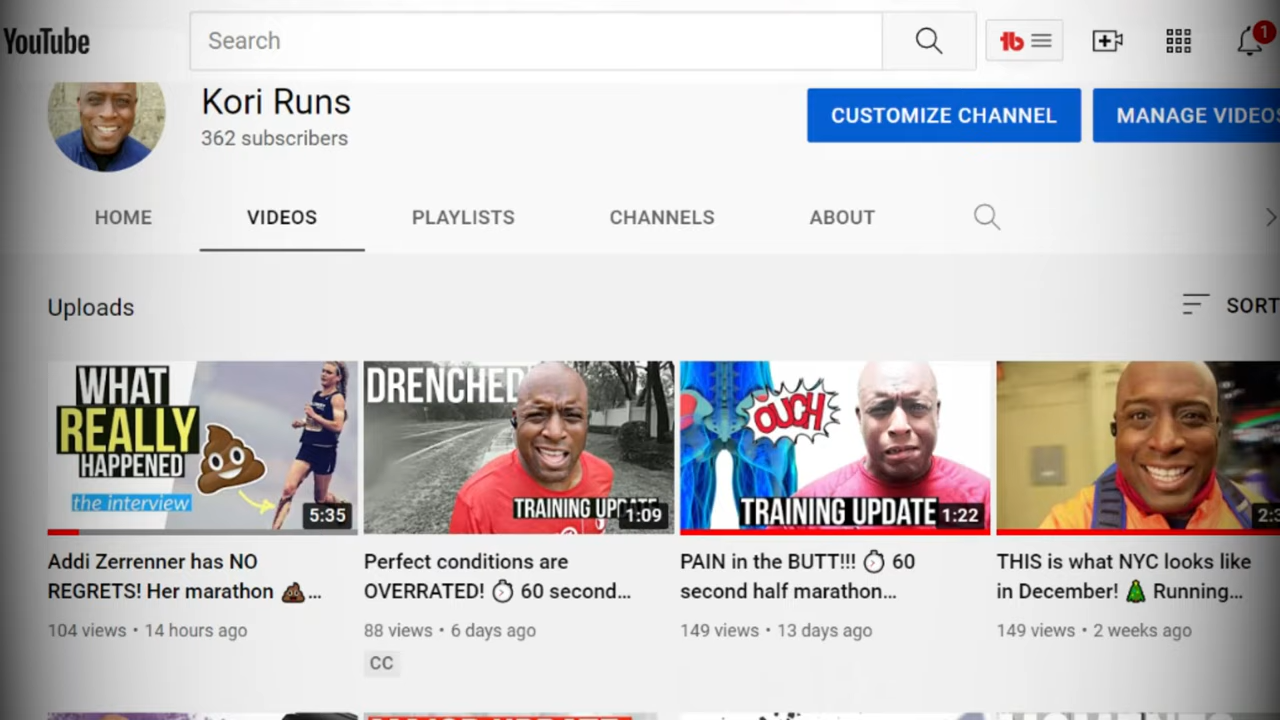 YouTube
Search
1
Kori Runs
362 subscribers
CUSTOMIZE CHANNEL
MANAGE VIDEOS
HOME
VIDEOS
PLAYLISTS
CHANNELS
ABOUT
Uploads
SORT
WHAT
REALLY
HAPPENED
the interview
5:35
DRENCHED
TRAINING UPDATE
1:09
OUCH
TRAINING UPDATE
1:22
Addi Zerrenner has NO
REGRETS! Her marathon 💩...
104 views • 14 hours ago
Perfect conditions are
OVERRATED! ⏱ 60 second...
88 views • 6 days ago
CC
PAIN in the BUTT!!! ⏱ 60
second half marathon...
149 views • 13 days ago
THIS is what NYC looks like
in December! 🎄 Running...
149 views • 2 weeks ago